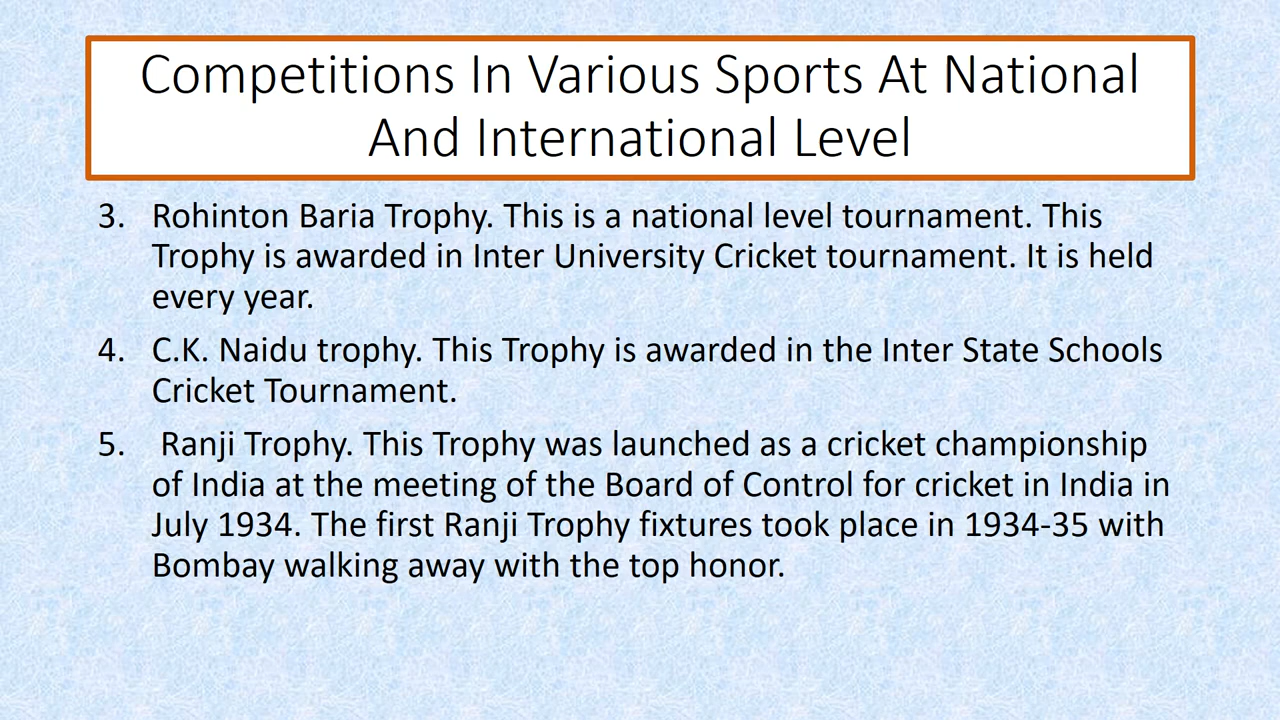 Competitions In Various Sports At National
And International Level
3. Rohinton Baria Trophy. This is a national level tournament. This
Trophy is awarded in Inter University Cricket tournament. It is held
every year.
4. C.K. Naidu trophy. This Trophy is awarded in the Inter State Schools
Cricket Tournament.
5. Ranji Trophy. This Trophy was launched as a cricket championship
of India at the meeting of the Board of Control for cricket in India in
July 1934. The first Ranji Trophy fixtures took place in 1934-35 with
Bombay walking away with the top honor.